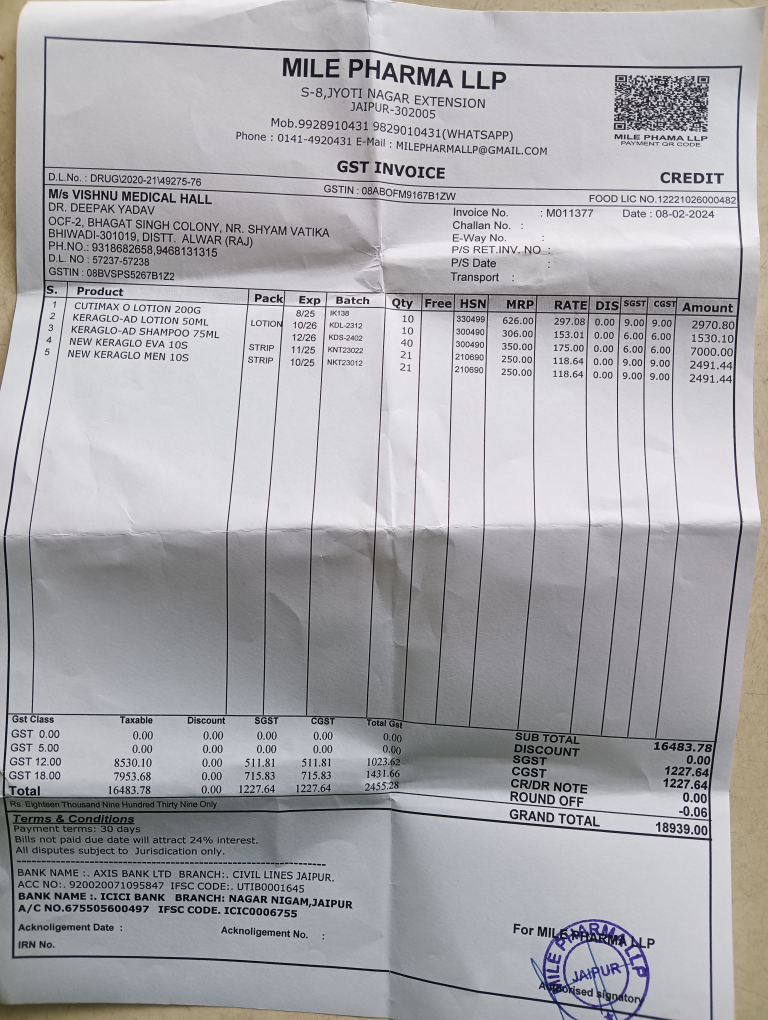 MILE PHARMA LLP
S-8,JYOTI NAGAR EXTENSION
JAIPUR-302005
Mob.9928910431 9829010431(WHATSAPP)
Phone : 0141-4920431 E-Mail : MILEPHARMALLP@GMAIL.COM
MILE PHAMA LLP
PAYMENT QR CODE
GST INVOICE
CREDIT
D.L.No. : DRUG\2020-21\49275-76
GSTIN : 08ABOFM9167B1ZW
FOOD LIC NO.12221026000482
M/s VISHNU MEDICAL HALL
DR. DEEPAK YADAV
OCF-2, BHAGAT SINGH COLONY, NR. SHYAM VATIKA
BHIWADI-301019, DISTT. ALWAR (RAJ)
PH.NO.: 9318682658,9468131315
D.L. NO : 57237-57238
GSTIN : 08BVSPS5267B1Z2
Invoice No. : M011377 Date : 08-02-2024
Challan No. :
E-Way No. :
P/S RET.INV. NO :
P/S Date :
Transport :
S. Product Pack Exp Batch Qty Free HSN MRP RATE DIS SGST CGST Amount
1 CUTIMAX O LOTION 200G 8/25 IK138 10 330499 626.00 297.08 0.00 9.00 9.00 2970.80
2 KERAGLO-AD LOTION 50ML LOTION 10/26 KDL-2312 10 300490 306.00 153.01 0.00 6.00 6.00 1530.10
3 KERAGLO-AD SHAMPOO 75ML 12/26 KDS-2402 40 300490 350.00 175.00 0.00 6.00 6.00 7000.00
4 NEW KERAGLO EVA 10S STRIP 11/25 KNT23022 21 210690 250.00 118.64 0.00 9.00 9.00 2491.44
5 NEW KERAGLO MEN 10S STRIP 10/25 NKT23012 21 210690 250.00 118.64 0.00 9.00 9.00 2491.44
Gst Class Taxable Discount SGST CGST Total Gst
GST 0.00 0.00 0.00 0.00 0.00 0.00
GST 5.00 0.00 0.00 0.00 0.00 0.00
GST 12.00 8530.10 0.00 511.81 511.81 1023.62
GST 18.00 7953.68 0.00 715.83 715.83 1431.66
Total 16483.78 0.00 1227.64 1227.64 2455.28
SUB TOTAL 16483.78
DISCOUNT 0.00
SGST 1227.64
CGST 1227.64
CR/DR NOTE 0.00
ROUND OFF -0.06
GRAND TOTAL 18939.00
Rs. Eighteen Thousand Nine Hundred Thirty Nine Only
Terms & Conditions
Payment terms: 30 days
Bills not paid due date will attract 24% interest.
All disputes subject to Jurisdication only.
BANK NAME :. AXIS BANK LTD BRANCH:. CIVIL LINES JAIPUR.
ACC NO:. 920020071095847 IFSC CODE:. UTIB0001645
BANK NAME :. ICICI BANK BRANCH: NAGAR NIGAM,JAIPUR
A/C NO.675505600497 IFSC CODE. ICIC0006755
Acknoligement Date : Acknoligement No. :
IRN No.
For MILE PHARMA LLP
MILE PHARMA LLP
JAIPUR
Authorised signatory